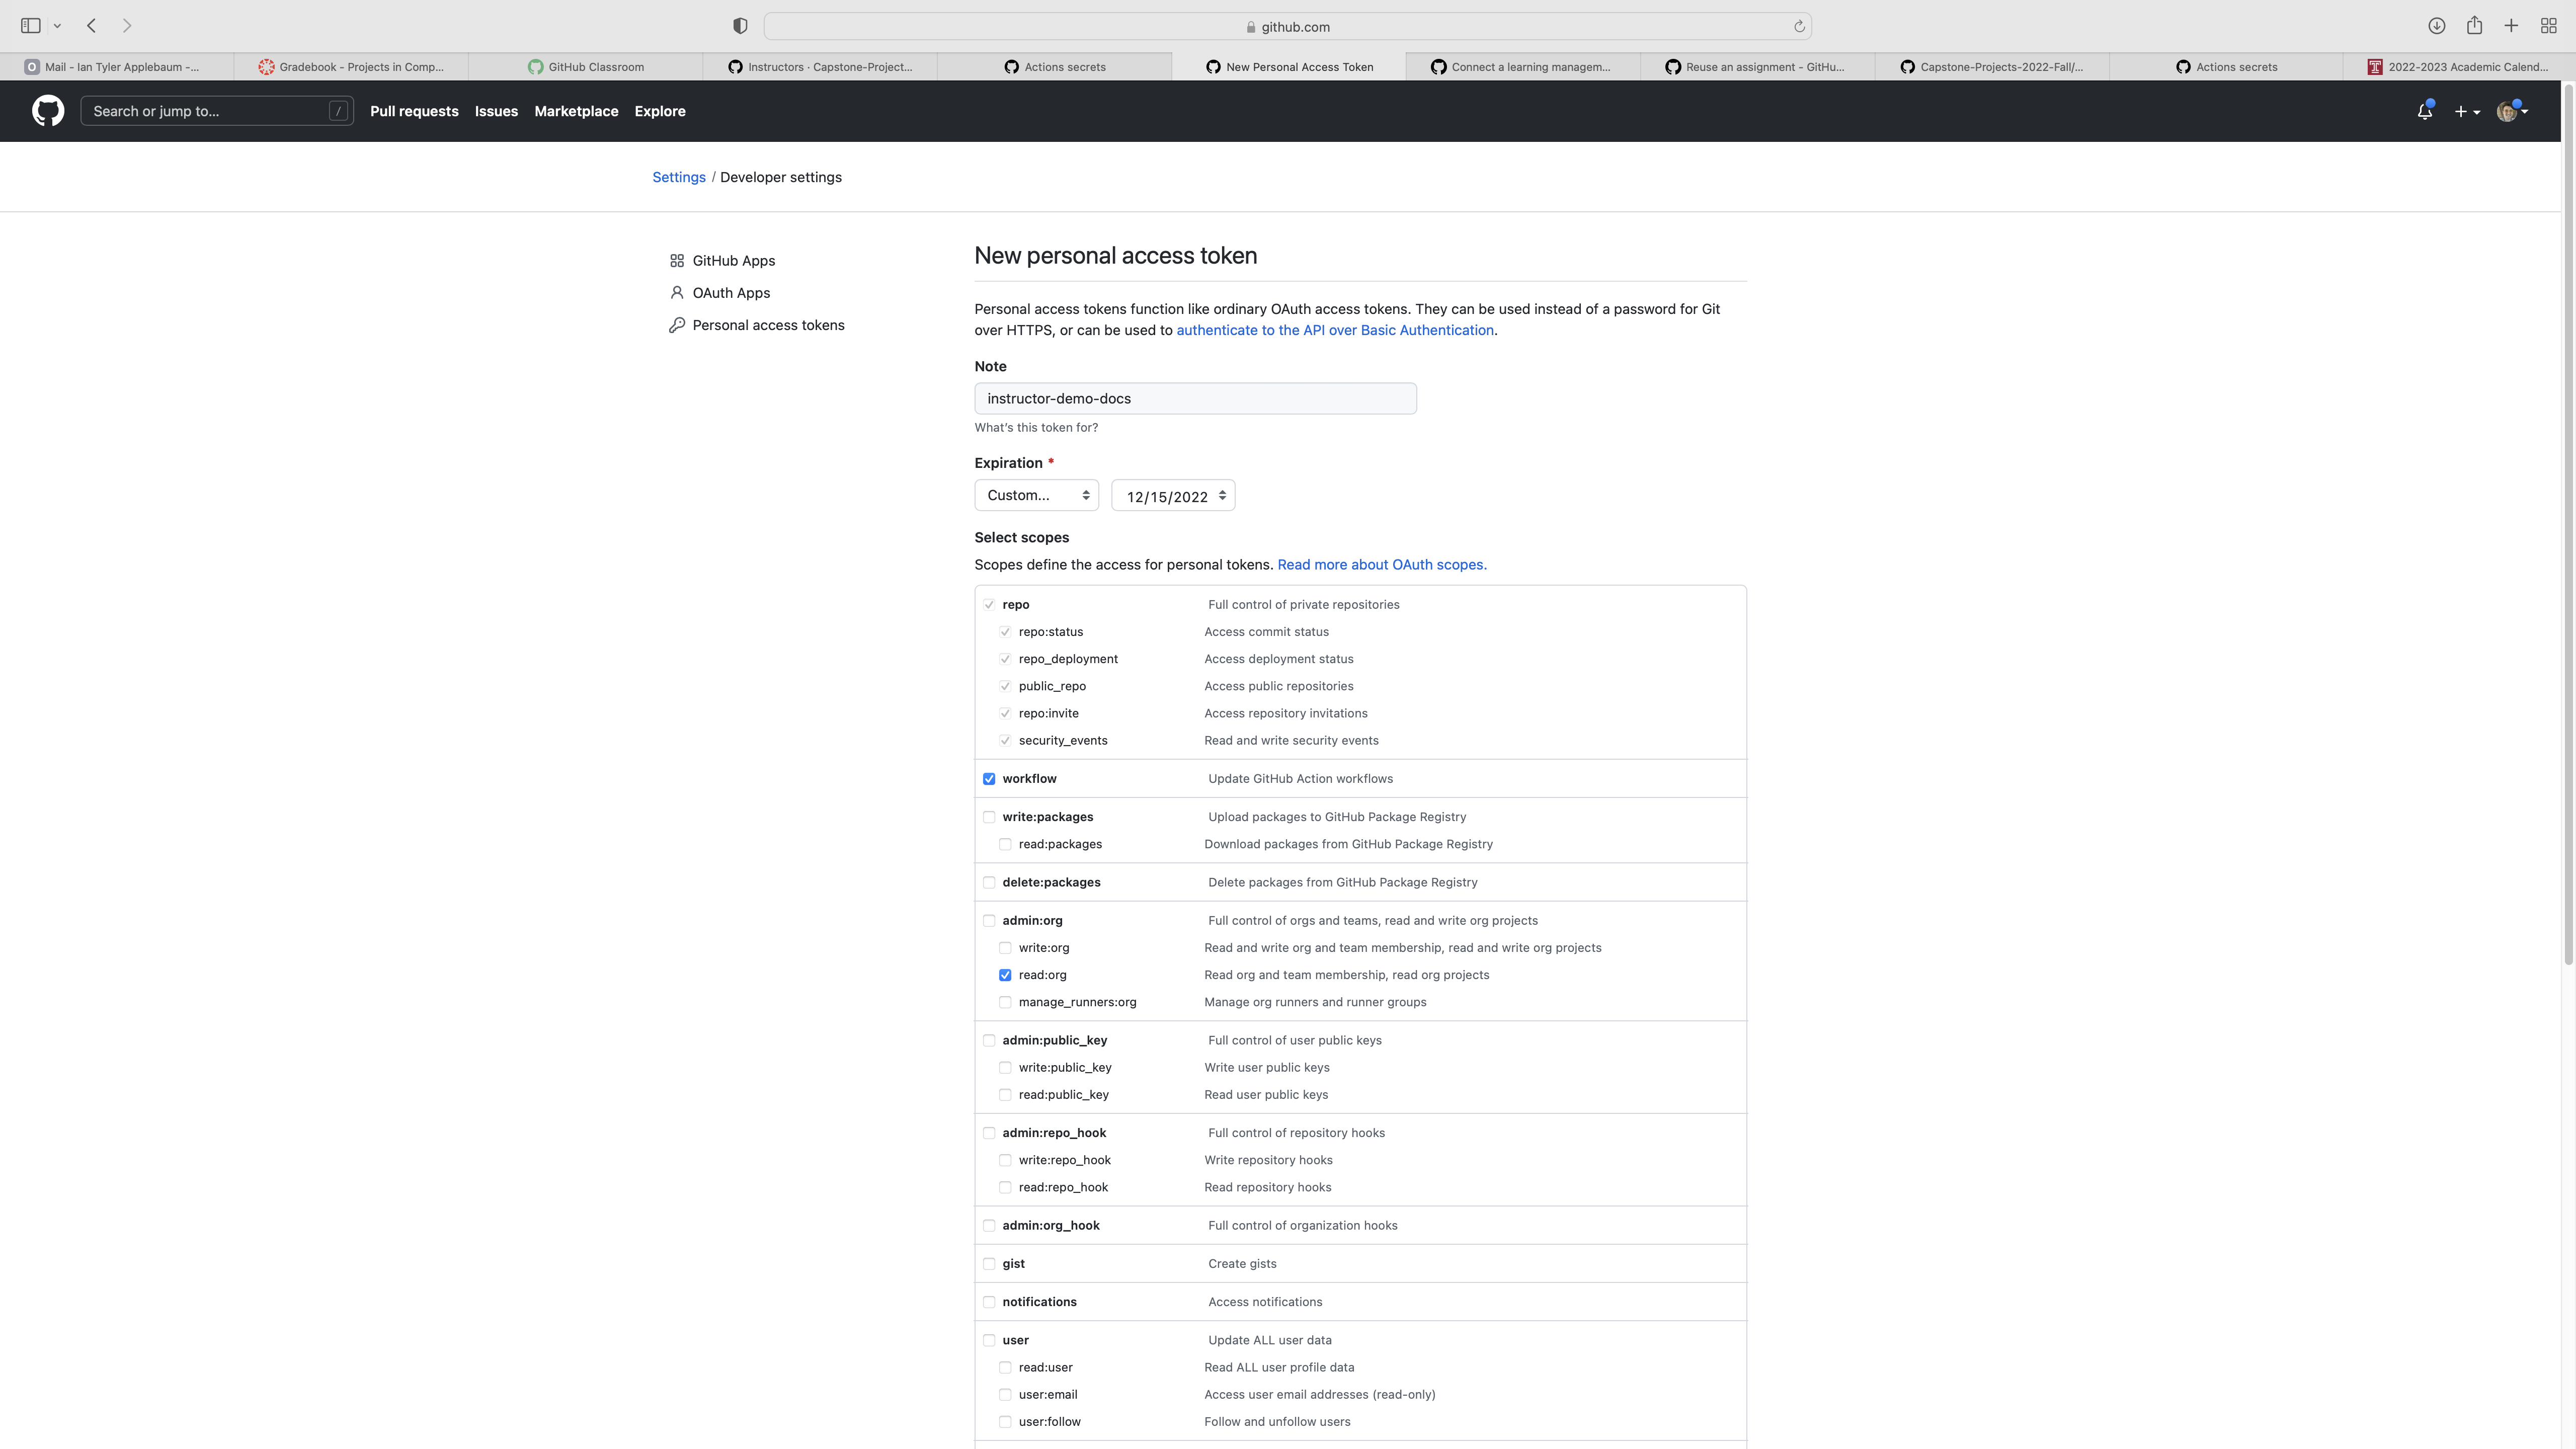 github.com
Mail - Ian Tyler Applebaum -...
Gradebook - Projects in Comp...
GitHub Classroom
Instructors · Capstone-Project...
Actions secrets
New Personal Access Token
Connect a learning managem...
Reuse an assignment - GitHu...
Capstone-Projects-2022-Fall/...
Actions secrets
2022-2023 Academic Calend...
Search or jump to... /
Pull requests
Issues
Marketplace
Explore
Settings / Developer settings
GitHub Apps
OAuth Apps
Personal access tokens
New personal access token
Personal access tokens function like ordinary OAuth access tokens. They can be used instead of a password for Git
over HTTPS, or can be used to authenticate to the API over Basic Authentication.
Note
instructor-demo-docs
What's this token for?
Expiration *
Custom... 12/15/2022
Select scopes
Scopes define the access for personal tokens. Read more about OAuth scopes.
repo Full control of private repositories
repo:status Access commit status
repo_deployment Access deployment status
public_repo Access public repositories
repo:invite Access repository invitations
security_events Read and write security events
workflow Update GitHub Action workflows
write:packages Upload packages to GitHub Package Registry
read:packages Download packages from GitHub Package Registry
delete:packages Delete packages from GitHub Package Registry
admin:org Full control of orgs and teams, read and write org projects
write:org Read and write org and team membership, read and write org projects
read:org Read org and team membership, read org projects
manage_runners:org Manage org runners and runner groups
admin:public_key Full control of user public keys
write:public_key Write user public keys
read:public_key Read user public keys
admin:repo_hook Full control of repository hooks
write:repo_hook Write repository hooks
read:repo_hook Read repository hooks
admin:org_hook Full control of organization hooks
gist Create gists
notifications Access notifications
user Update ALL user data
read:user Read ALL user profile data
user:email Access user email addresses (read-only)
user:follow Follow and unfollow users